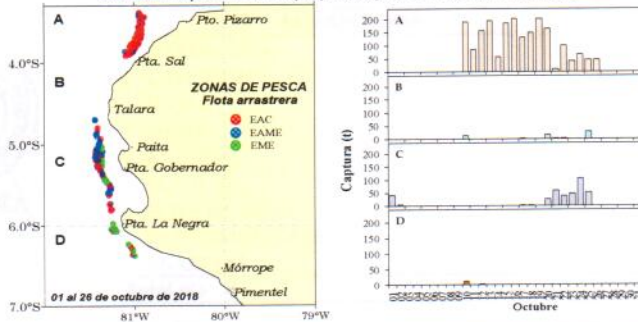 A
B
C
D
4.0°S
5.0°S
6.0°S
7.0°S
Pto. Pizarro
Pta. Sal
Talara
Paita
Pta. Gobernador
Pta. La Negra
Mórrope
Pimentel
ZONAS DE PESCA
Flota arrastrera
EAC
EAME
EME
01 al 26 de octubre de 2018
81°W
80°W
79°W
Captura (t)
A
200
150
100
50
0
B
200
150
100
50
0
C
200
150
100
50
0
D
200
150
100
50
0
Octubre